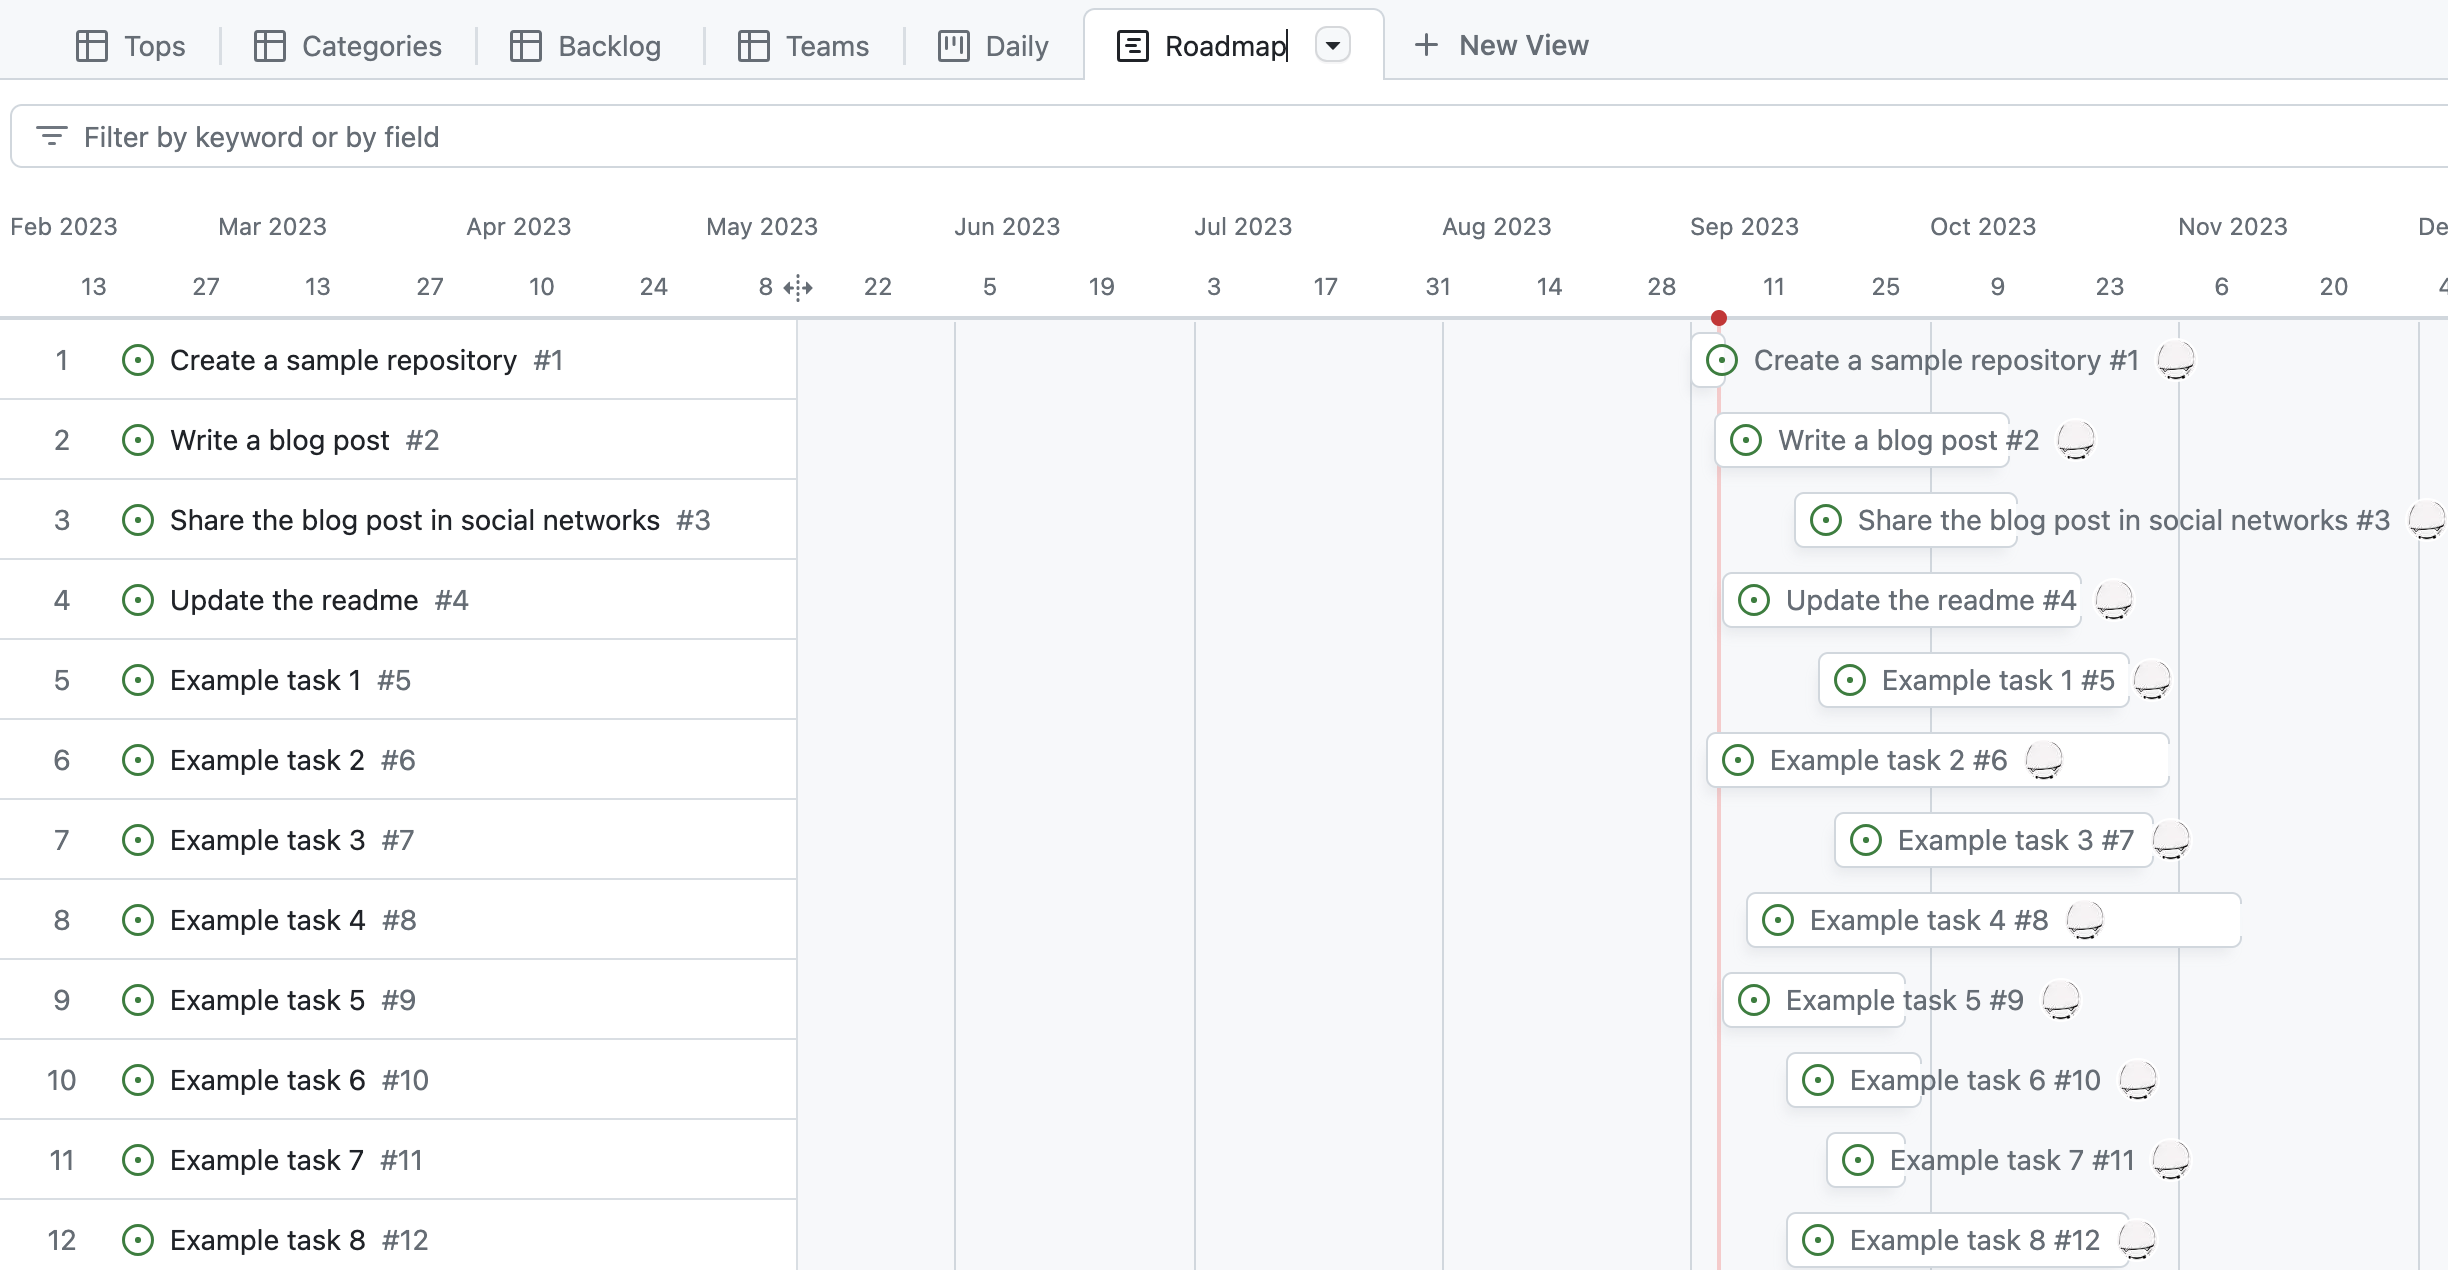 Tops Categories Backlog Teams Daily Roadmap New View
Filter by keyword or by field
Feb 2023 Mar 2023 Apr 2023 May 2023 Jun 2023 Jul 2023 Aug 2023 Sep 2023 Oct 2023 Nov 2023 De
13 27 13 27 10 24 8 22 5 19 3 17 31 14 28 11 25 9 23 6 20 4
1 Create a sample repository #1 Create a sample repository #1
2 Write a blog post #2 Write a blog post #2
3 Share the blog post in social networks #3 Share the blog post in social networks #3
4 Update the readme #4 Update the readme #4
5 Example task 1 #5 Example task 1 #5
6 Example task 2 #6 Example task 2 #6
7 Example task 3 #7 Example task 3 #7
8 Example task 4 #8 Example task 4 #8
9 Example task 5 #9 Example task 5 #9
10 Example task 6 #10 Example task 6 #10
11 Example task 7 #11 Example task 7 #11
12 Example task 8 #12 Example task 8 #12